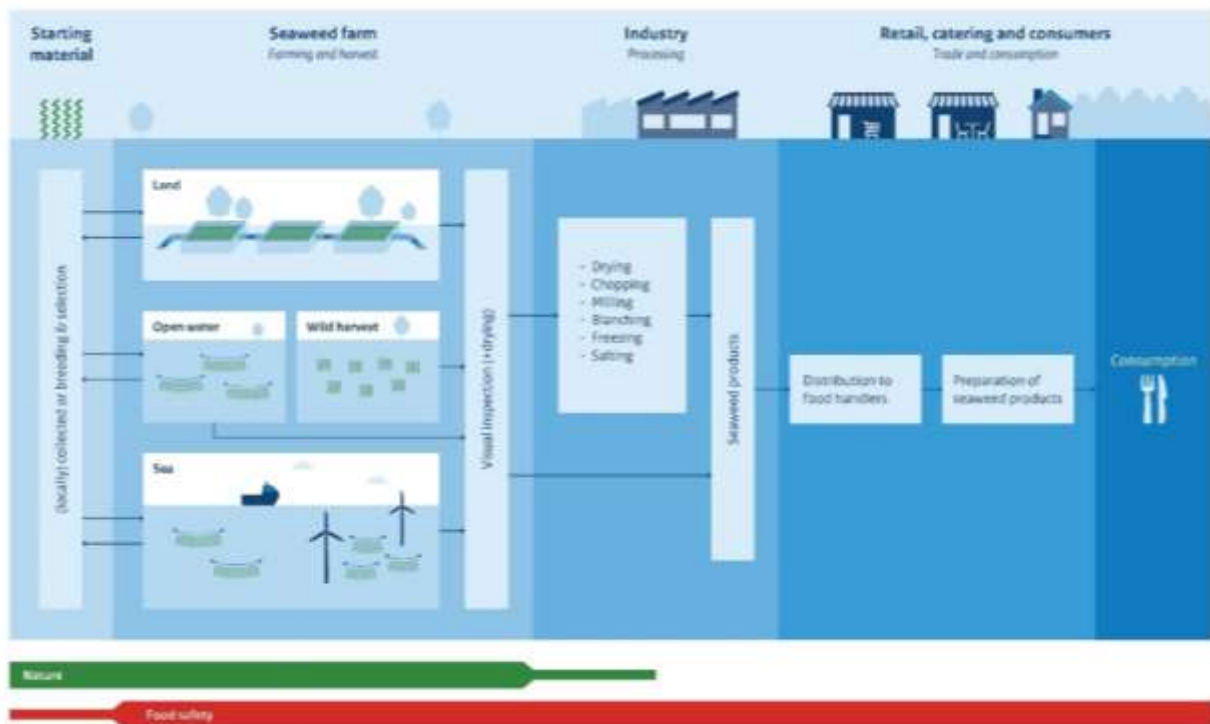 Starting
material
Seaweed farm
Farming and harvest
Industry
Processing
Retail, catering and consumers
Trade and consumption
(locally) collected or breeding & selection
Land
Open water
Wild harvest
Sea
Visual inspection (+drying)
- Drying
- Chopping
- Milling
- Blanching
- Freezing
- Salting
Seaweed products
Distribution to
food handlers
Preparation of
seaweed products
Consumption
Nature
Food safety